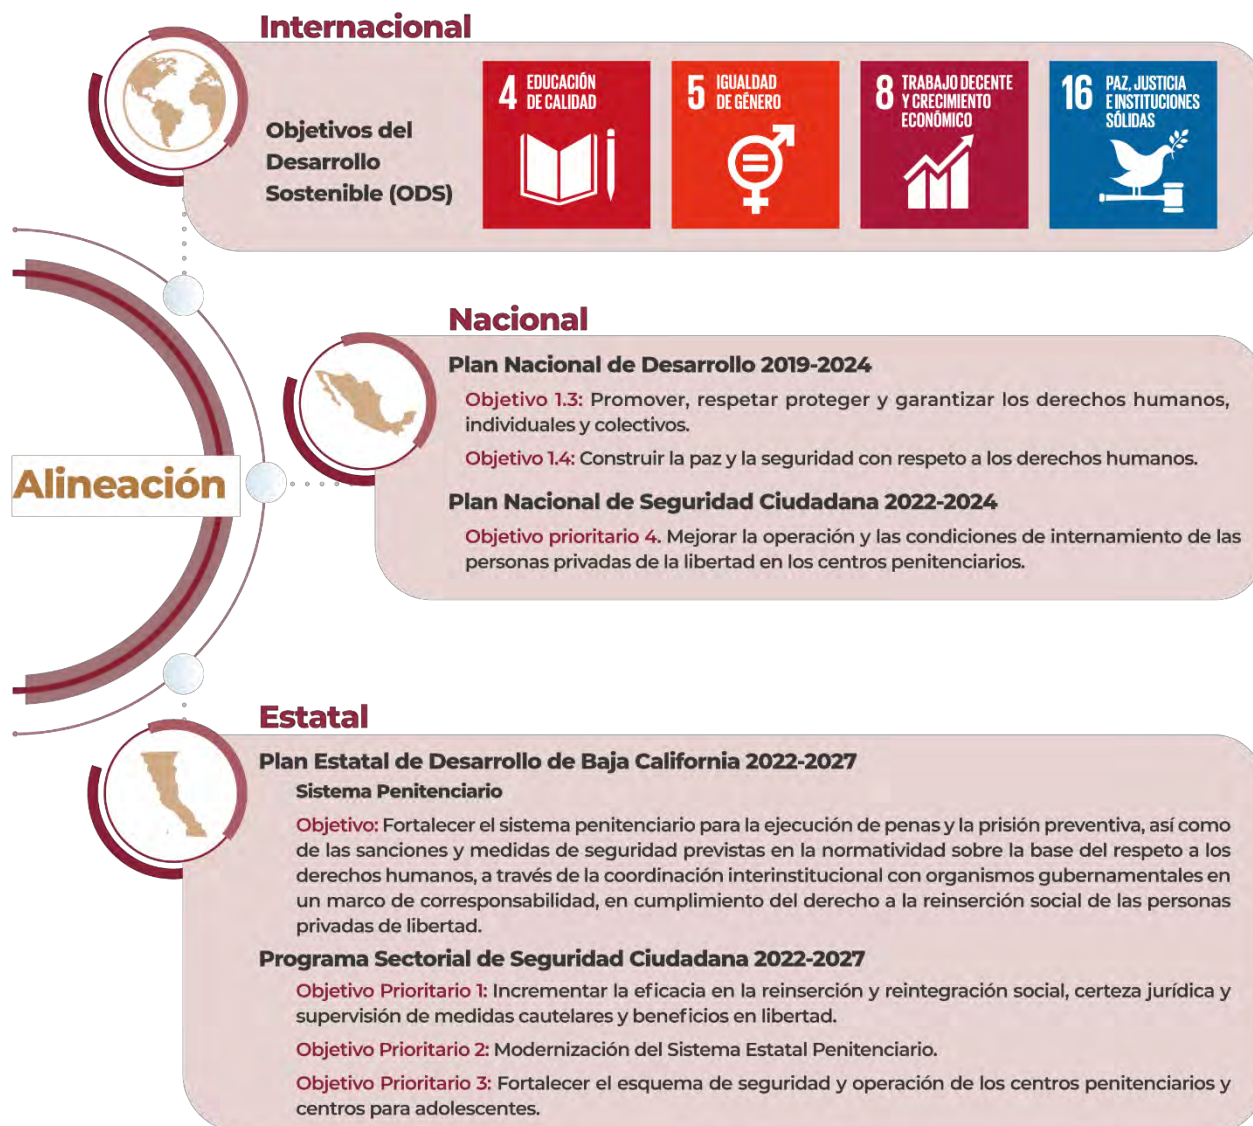 Internacional
Objetivos del
Desarrollo
Sostenible (ODS)
4 EDUCACIÓN
DE CALIDAD
5 IGUALDAD
DE GÉNERO
8 TRABAJO DECENTE
Y CRECIMIENTO
ECONÓMICO
16 PAZ, JUSTICIA
E INSTITUCIONES
SÓLIDAS
Alineación
Nacional
Plan Nacional de Desarrollo 2019-2024
Objetivo 1.3: Promover, respetar proteger y garantizar los derechos humanos,
individuales y colectivos.
Objetivo 1.4: Construir la paz y la seguridad con respeto a los derechos humanos.
Plan Nacional de Seguridad Ciudadana 2022-2024
Objetivo prioritario 4. Mejorar la operación y las condiciones de internamiento de las
personas privadas de la libertad en los centros penitenciarios.
Estatal
Plan Estatal de Desarrollo de Baja California 2022-2027
Sistema Penitenciario
Objetivo: Fortalecer el sistema penitenciario para la ejecución de penas y la prisión preventiva, así como
de las sanciones y medidas de seguridad previstas en la normatividad sobre la base del respeto a los
derechos humanos, a través de la coordinación interinstitucional con organismos gubernamentales en
un marco de corresponsabilidad, en cumplimiento del derecho a la reinserción social de las personas
privadas de libertad.
Programa Sectorial de Seguridad Ciudadana 2022-2027
Objetivo Prioritario 1: Incrementar la eficacia en la reinserción y reintegración social, certeza jurídica y
supervisión de medidas cautelares y beneficios en libertad.
Objetivo Prioritario 2: Modernización del Sistema Estatal Penitenciario.
Objetivo Prioritario 3: Fortalecer el esquema de seguridad y operación de los centros penitenciarios y
centros para adolescentes.